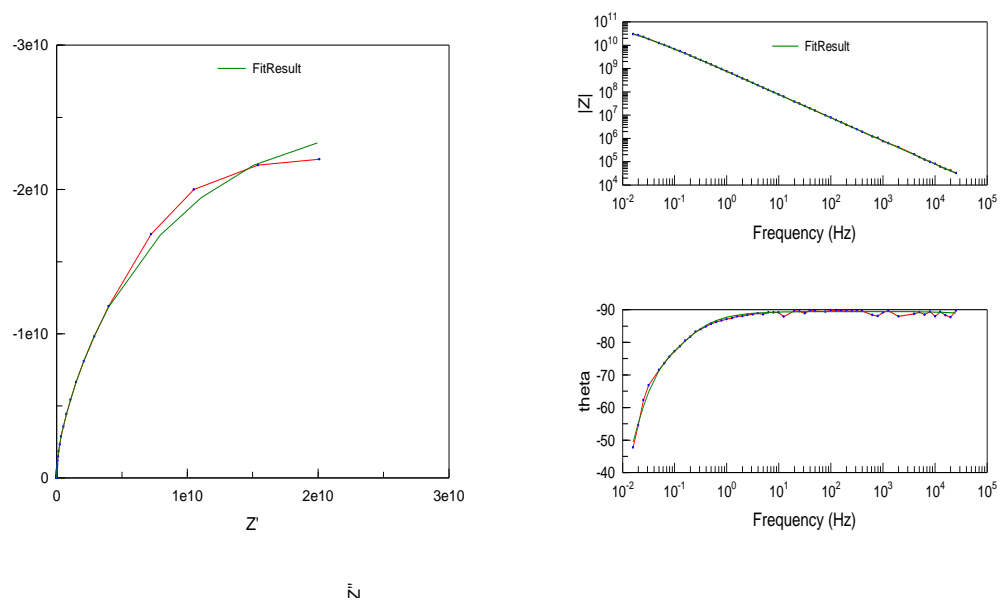 -3e10
FitResult
-2e10
-1e10
0
0
1e10
2e10
3e10
Z'
Z''
10^11
10^10
10^9
10^8
10^7
10^6
10^5
10^4
|Z|
FitResult
10^-2
10^-1
10^0
10^1
10^2
10^3
10^4
10^5
Frequency (Hz)
-90
-80
-70
-60
-50
-40
theta
10^-2
10^-1
10^0
10^1
10^2
10^3
10^4
10^5
Frequency (Hz)